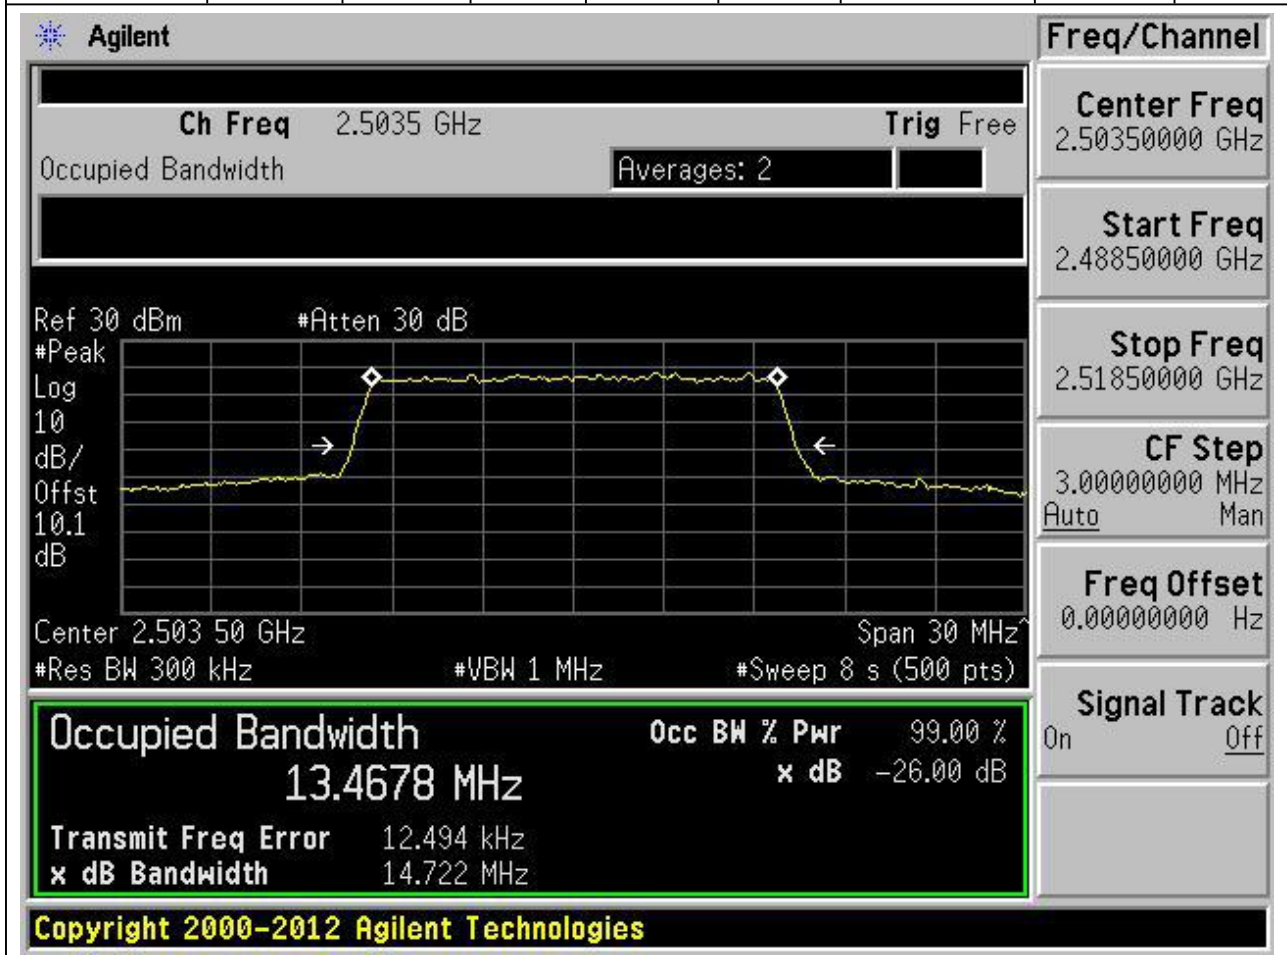 Agilent
Freq/Channel
Ch Freq 2.5035 GHz Trig Free
Occupied Bandwidth Averages: 2
Center Freq
2.50350000 GHz
Start Freq
2.48850000 GHz
Stop Freq
2.51850000 GHz
CF Step
3.00000000 MHz
Auto Man
Freq Offset
0.00000000 Hz
Signal Track
On Off
Ref 30 dBm #Atten 30 dB
#Peak
Log
10
dB/
Offst
10.1
dB
Center 2.503 50 GHz Span 30 MHz^
#Res BW 300 kHz #VBW 1 MHz #Sweep 8 s (500 pts)
Occupied Bandwidth
13.4678 MHz
Occ BW % Pwr 99.00 %
x dB -26.00 dB
Transmit Freq Error 12.494 kHz
x dB Bandwidth 14.722 MHz
Copyright 2000-2012 Agilent Technologies